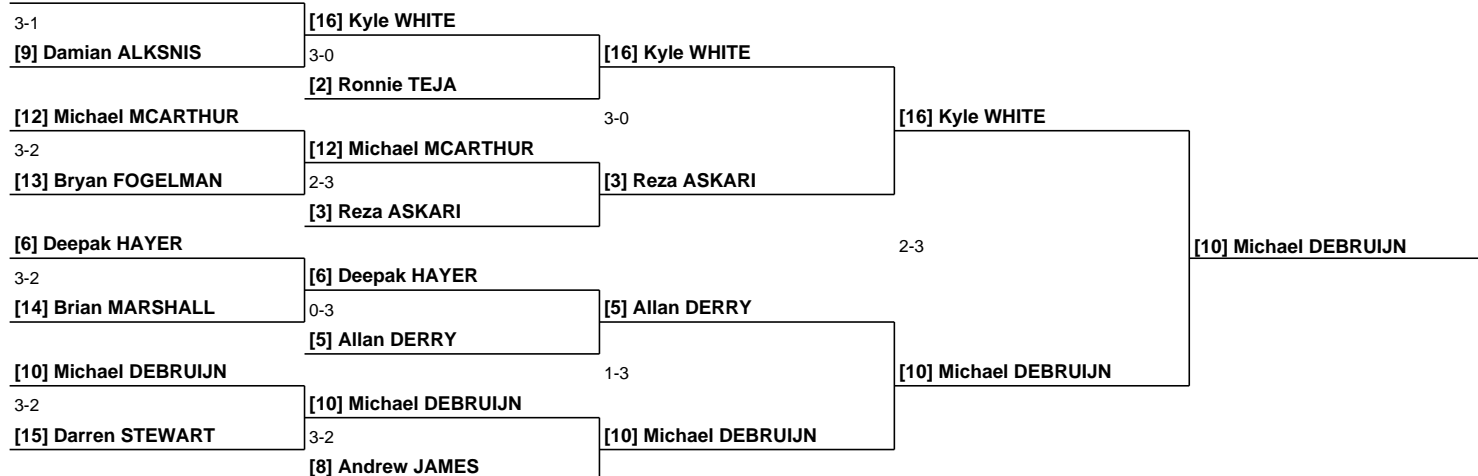 3-1
[16] Kyle WHITE
[9] Damian ALKSNIS
3-0
[16] Kyle WHITE
[2] Ronnie TEJA
[12] Michael MCARTHUR
3-0
[16] Kyle WHITE
3-2
[12] Michael MCARTHUR
[13] Bryan FOGELMAN
2-3
[3] Reza ASKARI
[3] Reza ASKARI
[6] Deepak HAYER
2-3
[10] Michael DEBRUIJN
3-2
[6] Deepak HAYER
[14] Brian MARSHALL
0-3
[5] Allan DERRY
[5] Allan DERRY
[10] Michael DEBRUIJN
1-3
[10] Michael DEBRUIJN
3-2
[10] Michael DEBRUIJN
[15] Darren STEWART
3-2
[10] Michael DEBRUIJN
[8] Andrew JAMES